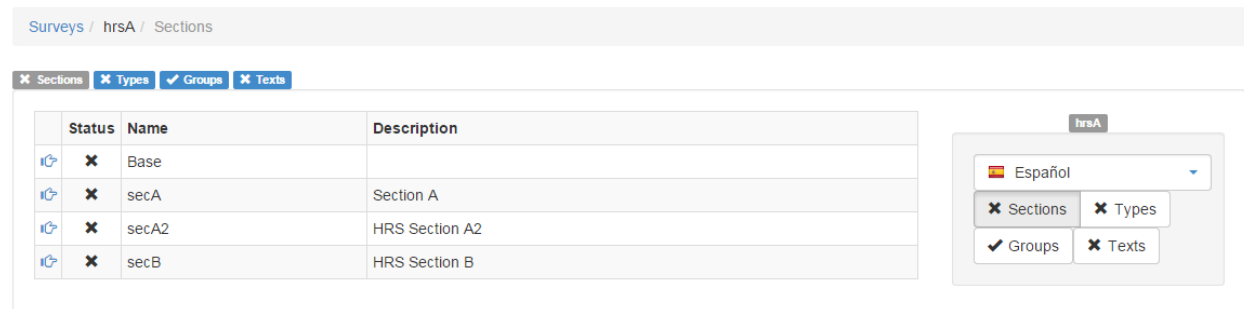 Surveys / hrsA / Sections
Sections Types Groups Texts
Status Name Description
Base
secA Section A
secA2 HRS Section A2
secB HRS Section B
hrsA
Español
Sections Types
Groups Texts